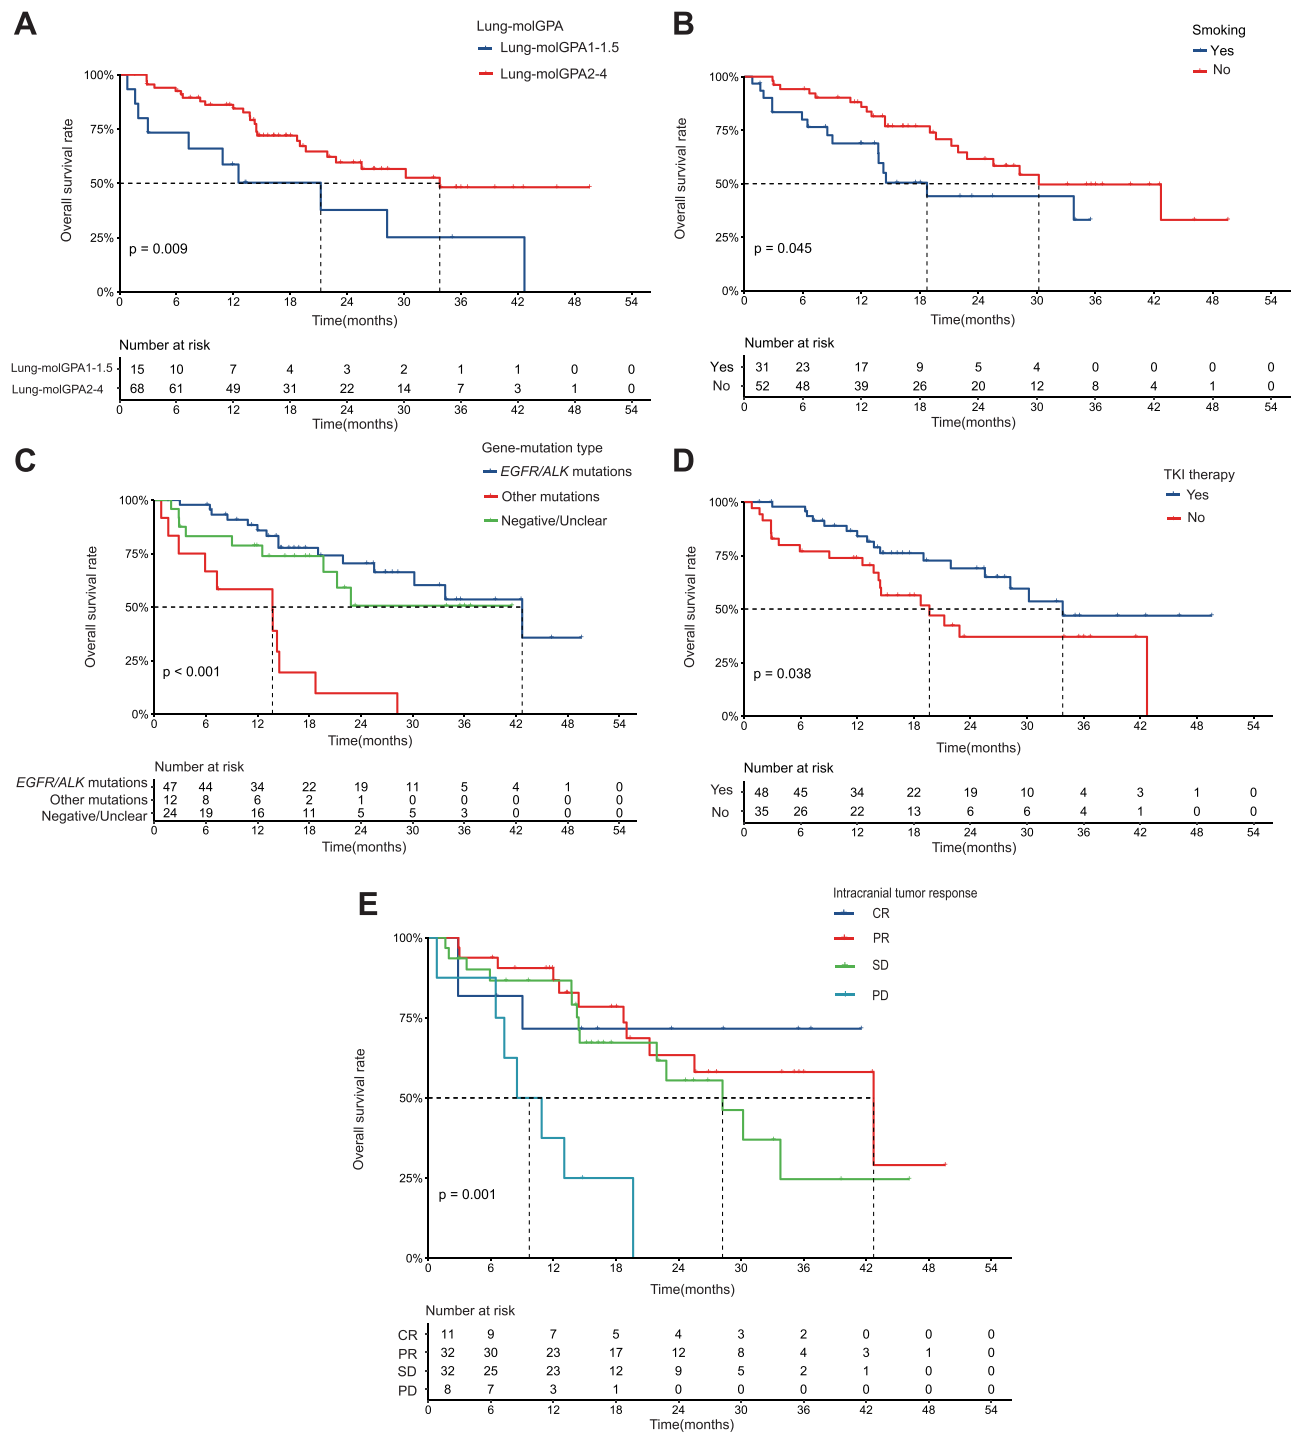 A
Lung-molGPA
Lung-molGPA1-1.5
Lung-molGPA2-4
100%
75%
50%
25%
0%
Overall survival rate
p = 0.009
0 6 12 18 24 30 36 42 48 54
Time(months)
Number at risk
Lung-molGPA1-1.5 15 10 7 4 3 2 1 1 0 0
Lung-molGPA2-4 68 61 49 31 22 14 7 3 1 0
0 6 12 18 24 30 36 42 48 54
Time(months)
B
Smoking
Yes
No
100%
75%
50%
25%
0%
Overall survival rate
p = 0.045
0 6 12 18 24 30 36 42 48 54
Time(months)
Number at risk
Yes 31 23 17 9 5 4 0 0 0 0
No 52 48 39 26 20 12 8 4 1 0
0 6 12 18 24 30 36 42 48 54
Time(months)
C
Gene-mutation type
EGFR/ALK mutations
Other mutations
Negative/Unclear
100%
75%
50%
25%
0%
Overall survival rate
p < 0.001
0 6 12 18 24 30 36 42 48 54
Time(months)
Number at risk
EGFR/ALK mutations 47 44 34 22 19 11 5 4 1 0
Other mutations 12 8 6 2 1 0 0 0 0 0
Negative/Unclear 24 19 16 11 5 5 3 0 0 0
0 6 12 18 24 30 36 42 48 54
Time(months)
D
TKI therapy
Yes
No
100%
75%
50%
25%
0%
Overall survival rate
p = 0.038
0 6 12 18 24 30 36 42 48 54
Time(months)
Number at risk
Yes 48 45 34 22 19 10 4 3 1 0
No 35 26 22 13 6 6 4 1 0 0
0 6 12 18 24 30 36 42 48 54
Time(months)
E
Intracranial tumor response
CR
PR
SD
PD
100%
75%
50%
25%
0%
Overall survival rate
p = 0.001
0 6 12 18 24 30 36 42 48 54
Time(months)
Number at risk
CR 11 9 7 5 4 3 2 0 0 0
PR 32 30 23 17 12 8 4 3 1 0
SD 32 25 23 12 9 5 2 1 0 0
PD 8 7 3 1 0 0 0 0 0 0
0 6 12 18 24 30 36 42 48 54
Time(months)